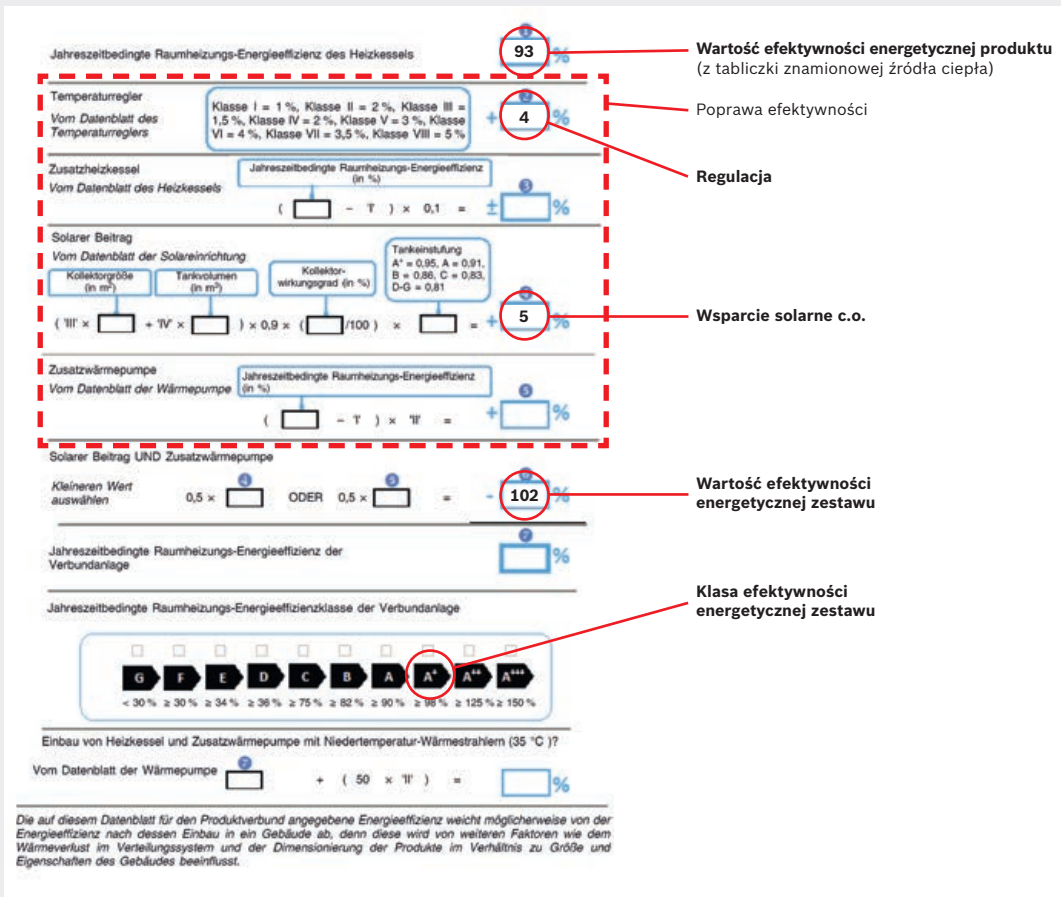 1
Jahreszeitbedingte Raumheizungs-Energieeffizienz des Heizkessels
93 %
Wartość efektywności energetycznej produktu
(z tabliczki znamionowej źródła ciepła)
Temperaturregler
Vom Datenblatt des
Temperaturreglers
Klasse I = 1 %, Klasse II = 2 %, Klasse III =
1,5 %, Klasse IV = 2 %, Klasse V = 3 %, Klasse
VI = 4 %, Klasse VII = 3,5 %, Klasse VIII = 5 %
2
+ 4 %
Poprawa efektywności
Regulacja
Zusatzheizkessel
Vom Datenblatt des Heizkessels
Jahreszeitbedingte Raumheizungs-Energieeffizienz
(in %)
3
( - 'I' ) × 0,1 = ± %
Solarer Beitrag
Vom Datenblatt der Solareinrichtung
Kollektorgröße
(in m²)
Tankvolumen
(in m³)
Kollektor-
wirkungsgrad (in %)
Tankeinstufung
A* = 0,95, A = 0,91,
B = 0,86, C = 0,83,
D-G = 0,81
4
( 'III' × + 'IV' × ) × 0,9 × ( /100 ) × = + 5 %
Wsparcie solarne c.o.
Zusatzwärmepumpe
Vom Datenblatt der Wärmepumpe
Jahreszeitbedingte Raumheizungs-Energieeffizienz
(in %)
5
( - 'I' ) × 'II' = + %
Solarer Beitrag UND Zusatzwärmepumpe
Kleineren Wert
auswählen
4
5
6
0,5 × ODER 0,5 × = - 102 %
Wartość efektywności
energetycznej zestawu
Jahreszeitbedingte Raumheizungs-Energieeffizienz der
Verbundanlage
7
%
Jahreszeitbedingte Raumheizungs-Energieeffizienzklasse der Verbundanlage
Klasa efektywności
energetycznej zestawu
G F E D C B A A⁺ A⁺⁺ A⁺⁺⁺
< 30 % ≥ 30 % ≥ 34 % ≥ 36 % ≥ 75 % ≥ 82 % ≥ 90 % ≥ 98 % ≥ 125 % ≥ 150 %
Einbau von Heizkessel und Zusatzwärmepumpe mit Niedertemperatur-Wärmestrahlern (35 °C )?
7
Vom Datenblatt der Wärmepumpe + ( 50 × 'II' ) = %
Die auf diesem Datenblatt für den Produktverbund angegebene Energieeffizienz weicht möglicherweise von der
Energieeffizienz nach dessen Einbau in ein Gebäude ab, denn diese wird von weiteren Faktoren wie dem
Wärmeverlust im Verteilungssystem und der Dimensionierung der Produkte im Verhältnis zu Größe und
Eigenschaften des Gebäudes beeinflusst.